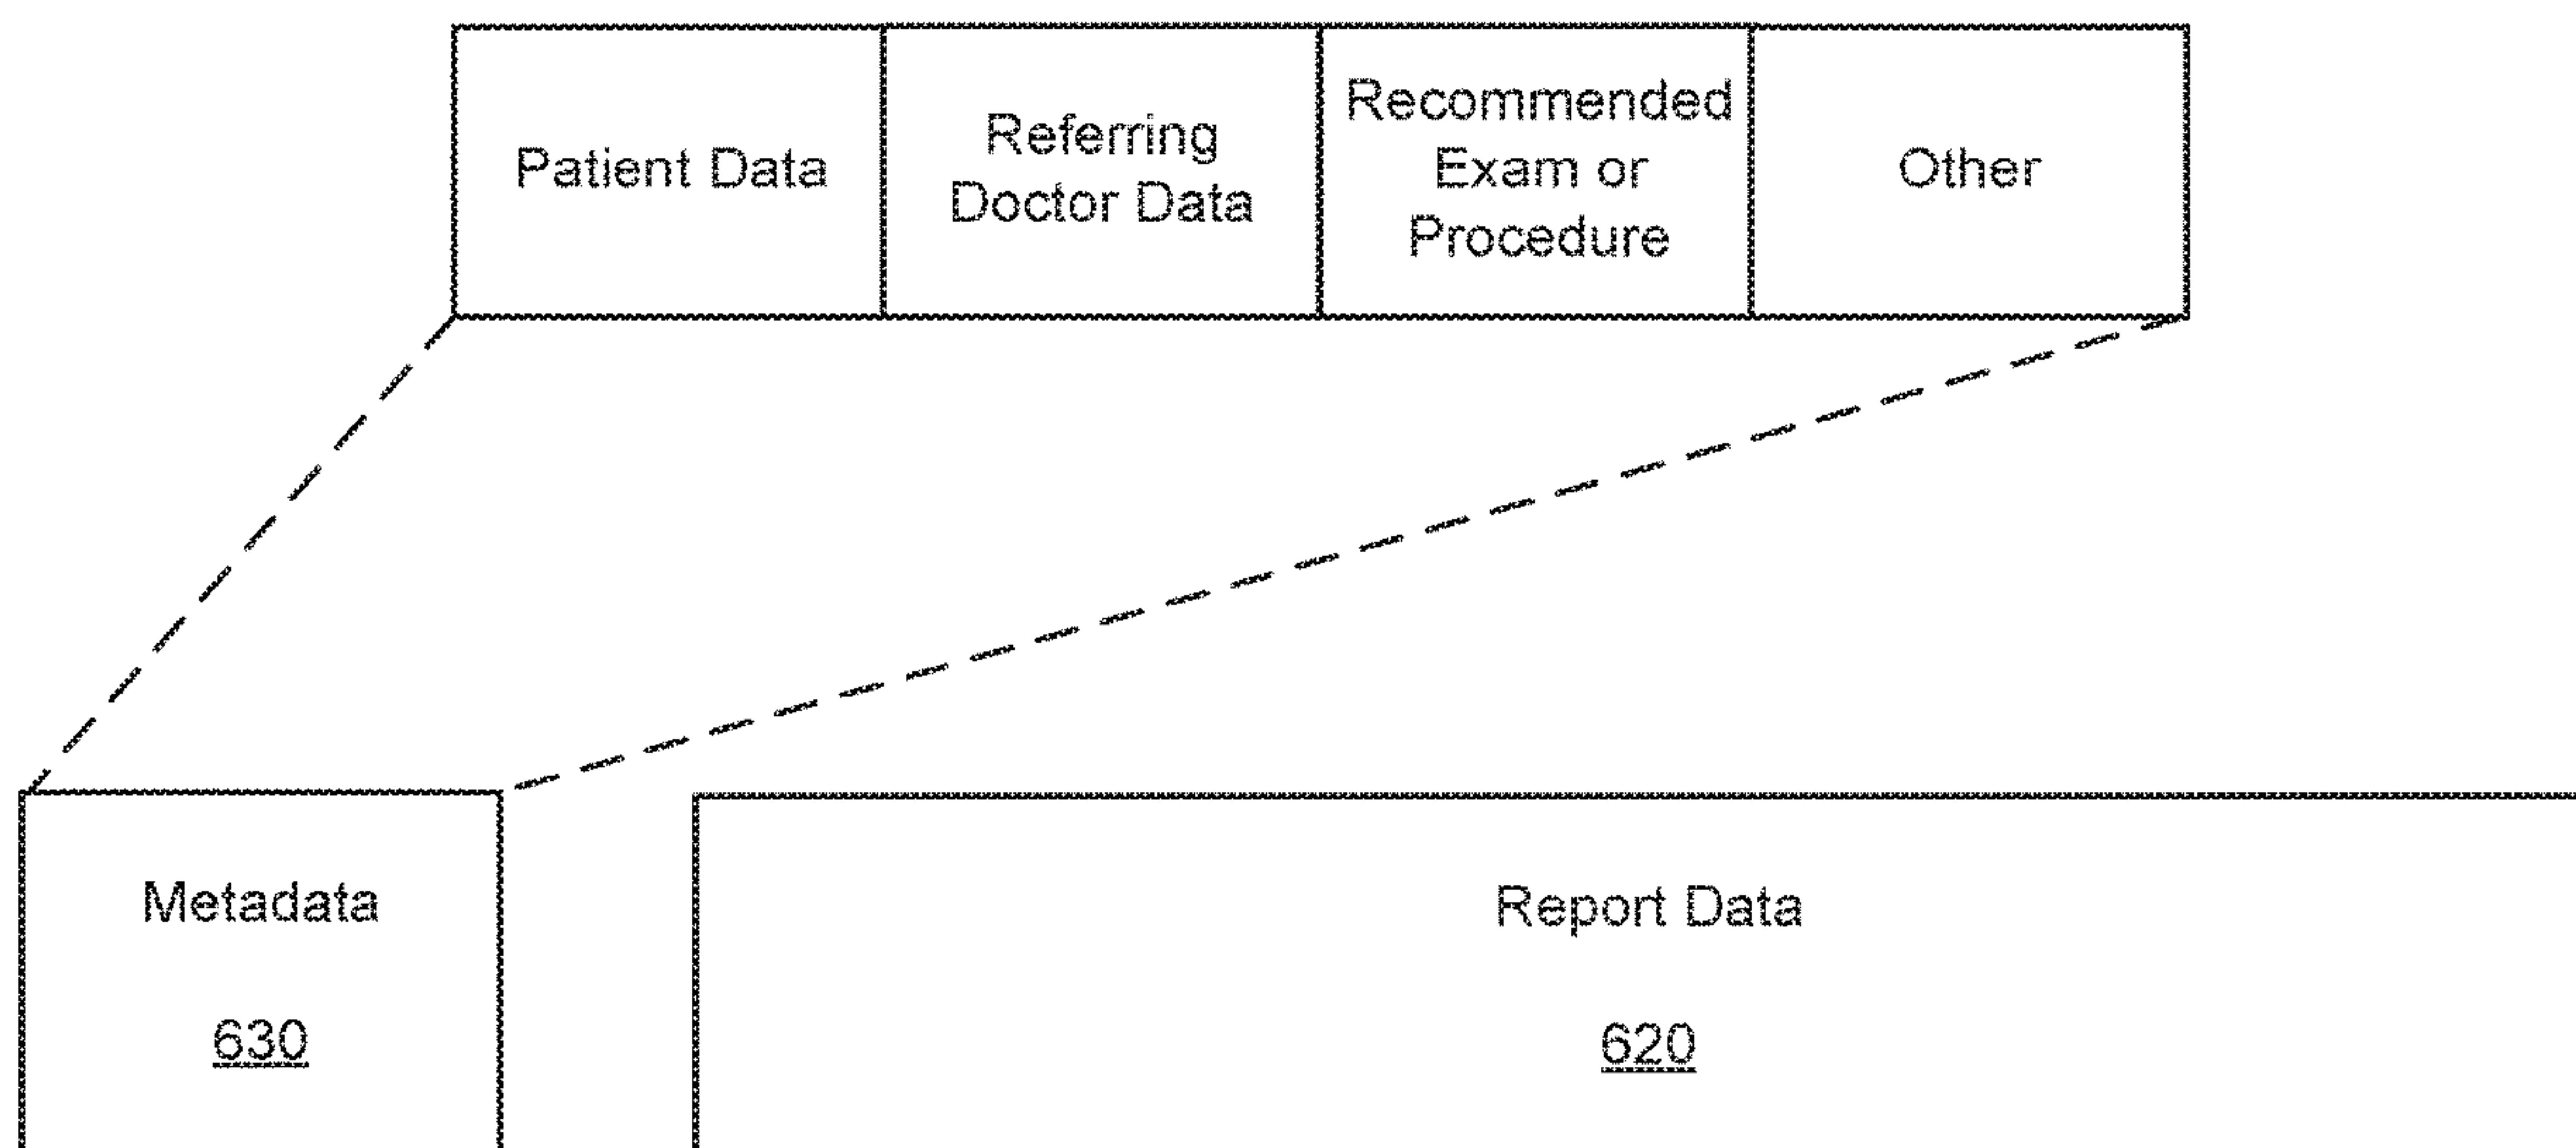 Patient Data
Referring
Doctor Data
Recommended
Exam or
Procedure
Other
Metadata
630
Report Data
620